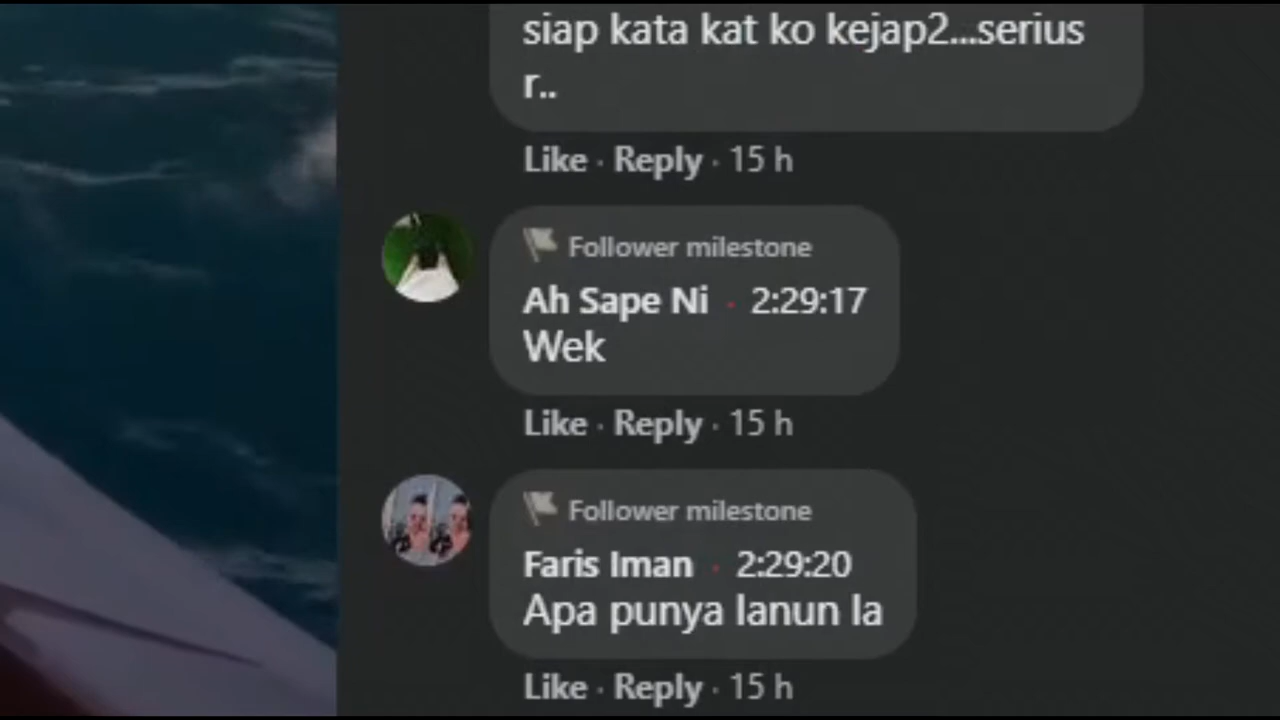 siap kata kat ko kejap2...serius
r..
Like · Reply · 15 h
Follower milestone
Ah Sape Ni · 2:29:17
Wek
Like · Reply · 15 h
Follower milestone
Faris Iman · 2:29:20
Apa punya lanun la
Like · Reply · 15 h